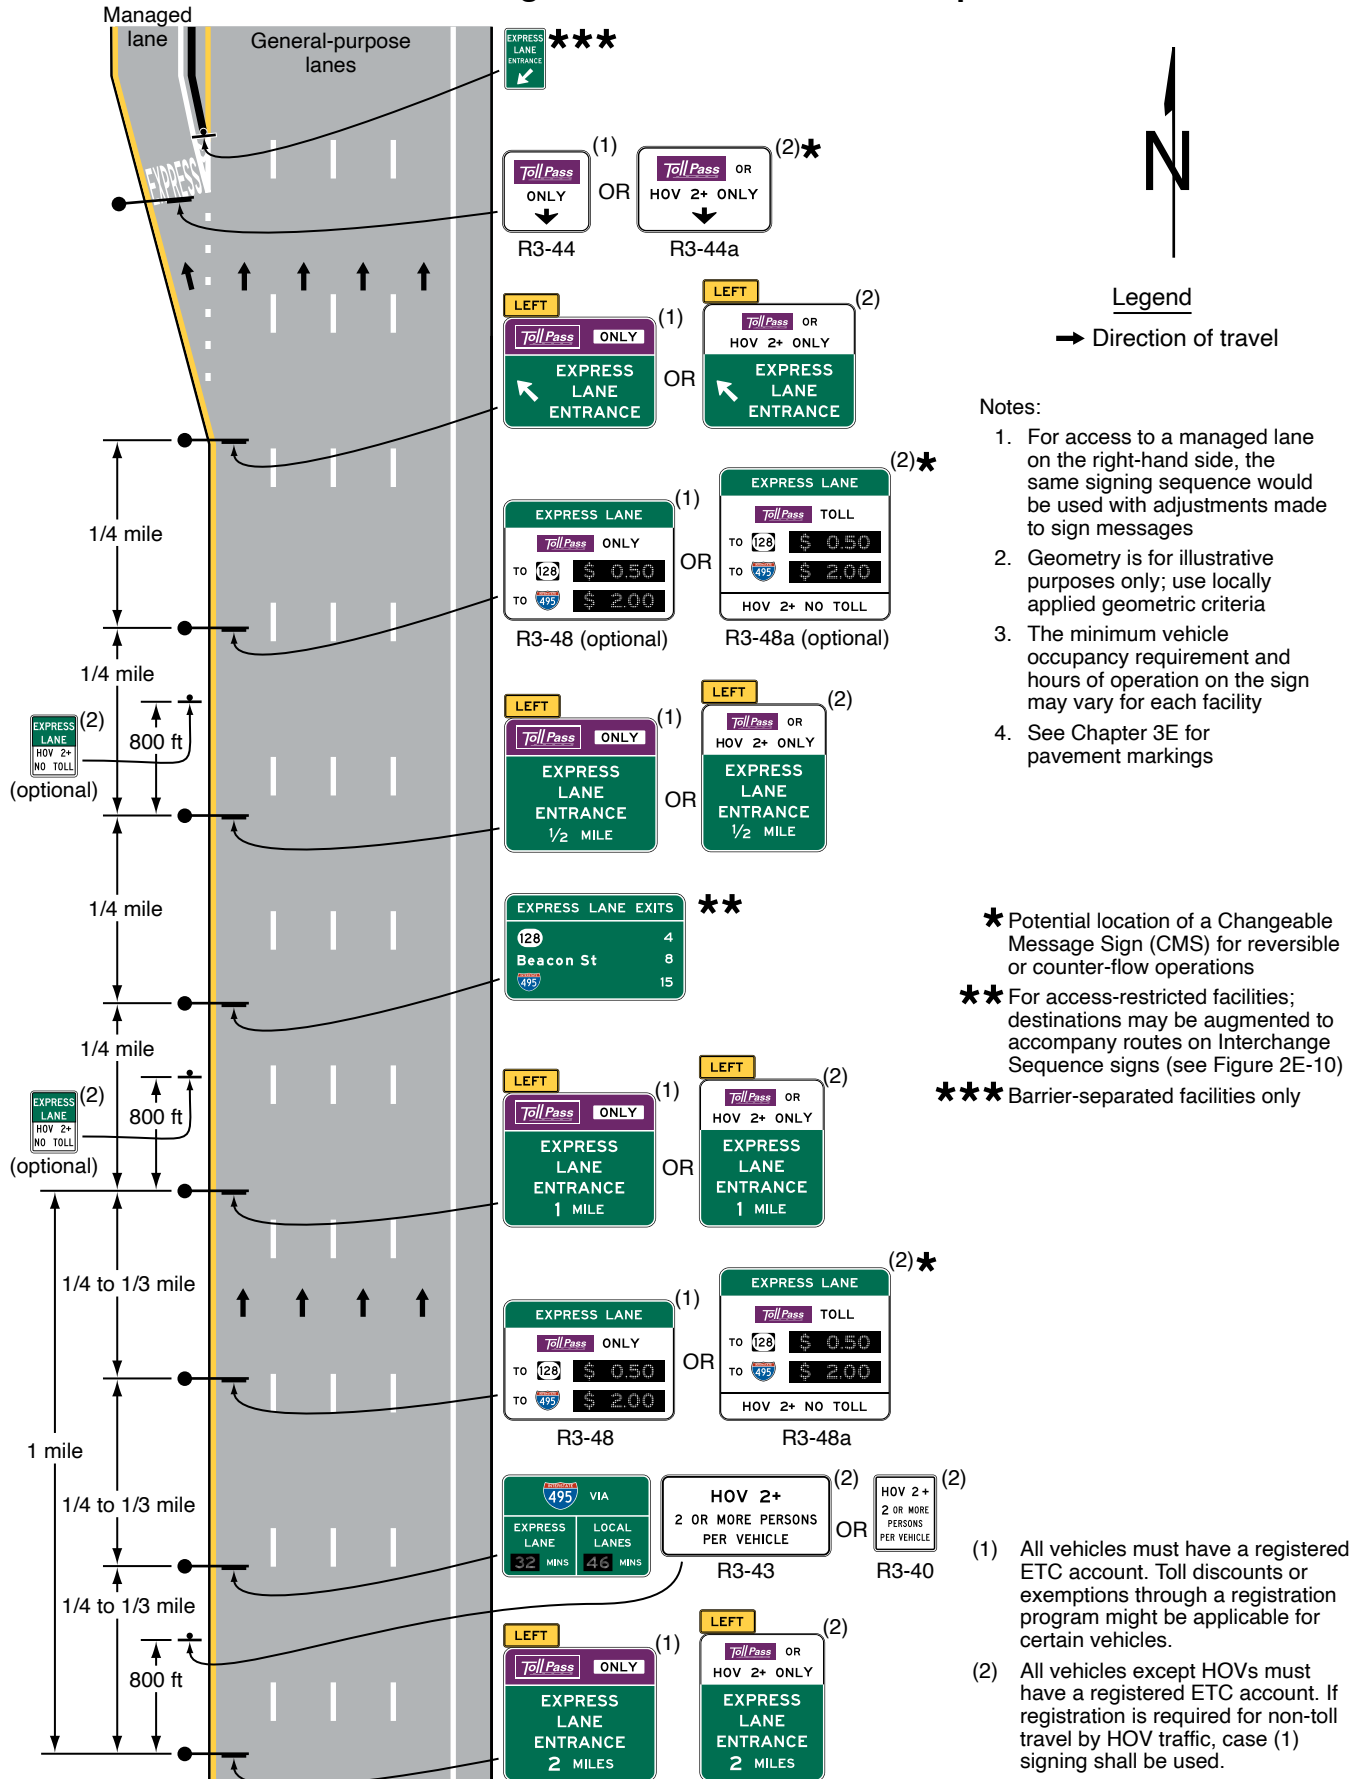 Managed
lane
General-purpose
lanes
EXPRESS
LANE
ENTRANCE
***
EXPRESS
Toll Pass
ONLY
(1)
R3-44
OR
Toll Pass OR
HOV 2+ ONLY
(2)*
R3-44a
N
Legend
Direction of travel
LEFT
Toll Pass ONLY
EXPRESS
LANE
ENTRANCE
(1)
OR
LEFT
Toll Pass OR
HOV 2+ ONLY
EXPRESS
LANE
ENTRANCE
(2)
Notes:
1. For access to a managed lane
on the right-hand side, the
same signing sequence would
be used with adjustments made
to sign messages
2. Geometry is for illustrative
purposes only; use locally
applied geometric criteria
3. The minimum vehicle
occupancy requirement and
hours of operation on the sign
may vary for each facility
4. See Chapter 3E for
pavement markings
1/4 mile
EXPRESS LANE
Toll Pass ONLY
TO 128 $ 0.50
TO 495 $ 2.00
(1)
R3-48 (optional)
OR
EXPRESS LANE
Toll Pass TOLL
TO 128 $ 0.50
TO 495 $ 2.00
HOV 2+ NO TOLL
(2)*
R3-48a (optional)
1/4 mile
800 ft
EXPRESS
LANE
HOV 2+
NO TOLL
(2)
(optional)
LEFT
Toll Pass ONLY
EXPRESS
LANE
ENTRANCE
1/2 MILE
(1)
OR
LEFT
Toll Pass OR
HOV 2+ ONLY
EXPRESS
LANE
ENTRANCE
1/2 MILE
(2)
1/4 mile
EXPRESS LANE EXITS
128 4
Beacon St 8
495 15
**
* Potential location of a Changeable
Message Sign (CMS) for reversible
or counter-flow operations
** For access-restricted facilities;
destinations may be augmented to
accompany routes on Interchange
Sequence signs (see Figure 2E-10)
*** Barrier-separated facilities only
1/4 mile
800 ft
EXPRESS
LANE
HOV 2+
NO TOLL
(2)
(optional)
LEFT
Toll Pass ONLY
EXPRESS
LANE
ENTRANCE
1 MILE
(1)
OR
LEFT
Toll Pass OR
HOV 2+ ONLY
EXPRESS
LANE
ENTRANCE
1 MILE
(2)
1/4 to 1/3 mile
EXPRESS LANE
Toll Pass ONLY
TO 128 $ 0.50
TO 495 $ 2.00
(1)
R3-48
OR
EXPRESS LANE
Toll Pass TOLL
TO 128 $ 0.50
TO 495 $ 2.00
HOV 2+ NO TOLL
(2)*
R3-48a
1 mile
1/4 to 1/3 mile
INTERSTATE
495 VIA
EXPRESS
LANE
32 MINS
LOCAL
LANES
46 MINS
HOV 2+
2 OR MORE PERSONS
PER VEHICLE
(2)
R3-43
OR
HOV 2+
2 OR MORE
PERSONS
PER VEHICLE
(2)
R3-40
1/4 to 1/3 mile
800 ft
LEFT
Toll Pass ONLY
EXPRESS
LANE
ENTRANCE
2 MILES
(1)
LEFT
Toll Pass OR
HOV 2+ ONLY
EXPRESS
LANE
ENTRANCE
2 MILES
(2)
(1) All vehicles must have a registered
ETC account. Toll discounts or
exemptions through a registration
program might be applicable for
certain vehicles.
(2) All vehicles except HOVs must
have a registered ETC account. If
registration is required for non-toll
travel by HOV traffic, case (1)
signing shall be used.